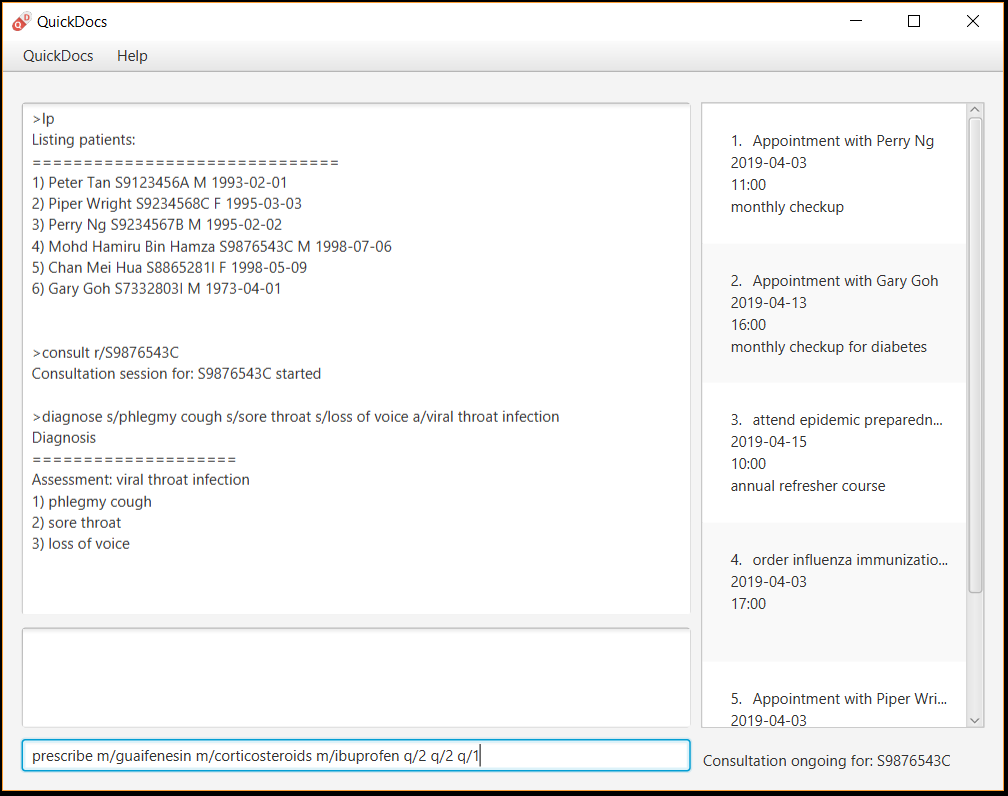 QuickDocs
QuickDocs Help
>lp
Listing patients:
==============================
1) Peter Tan S9123456A M 1993-02-01
2) Piper Wright S9234568C F 1995-03-03
3) Perry Ng S9234567B M 1995-02-02
4) Mohd Hamiru Bin Hamza S9876543C M 1998-07-06
5) Chan Mei Hua S8865281I F 1998-05-09
6) Gary Goh S7332803I M 1973-04-01
>consult r/S9876543C
Consultation session for: S9876543C started
>diagnose s/phlegmy cough s/sore throat s/loss of voice a/viral throat infection
Diagnosis
====================
Assessment: viral throat infection
1) phlegmy cough
2) sore throat
3) loss of voice
prescribe m/guaifenesin m/corticosteroids m/ibuprofen q/2 q/2 q/1
1. Appointment with Perry Ng
2019-04-03
11:00
monthly checkup
2. Appointment with Gary Goh
2019-04-13
16:00
monthly checkup for diabetes
3. attend epidemic preparedn...
2019-04-15
10:00
annual refresher course
4. order influenza immunizatio...
2019-04-03
17:00
5. Appointment with Piper Wri...
2019-04-03
Consultation ongoing for: S9876543C